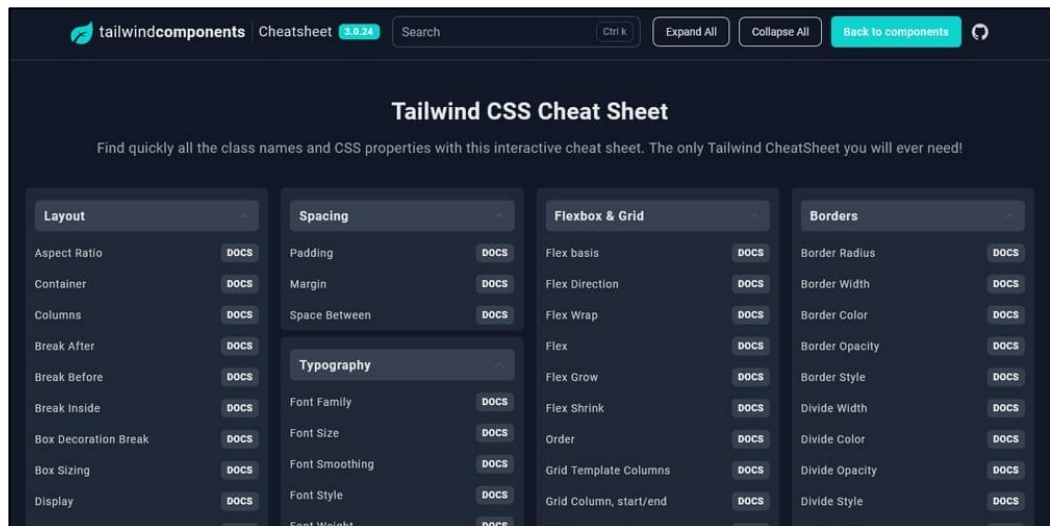 tailwindcomponents Cheatsheet 3.0.24 Search Ctrl k Expand All Collapse All Back to components
Tailwind CSS Cheat Sheet
Find quickly all the class names and CSS properties with this interactive cheat sheet. The only Tailwind CheatSheet you will ever need!
Layout
Aspect Ratio DOCS
Container DOCS
Columns DOCS
Break After DOCS
Break Before DOCS
Break Inside DOCS
Box Decoration Break DOCS
Box Sizing DOCS
Display DOCS
Spacing
Padding DOCS
Margin DOCS
Space Between DOCS
Typography
Font Family DOCS
Font Size DOCS
Font Smoothing DOCS
Font Style DOCS
Font Weight DOCS
Flexbox & Grid
Flex basis DOCS
Flex Direction DOCS
Flex Wrap DOCS
Flex DOCS
Flex Grow DOCS
Flex Shrink DOCS
Order DOCS
Grid Template Columns DOCS
Grid Column, start/end DOCS
Borders
Border Radius DOCS
Border Width DOCS
Border Color DOCS
Border Opacity DOCS
Border Style DOCS
Divide Width DOCS
Divide Color DOCS
Divide Opacity DOCS
Divide Style DOCS